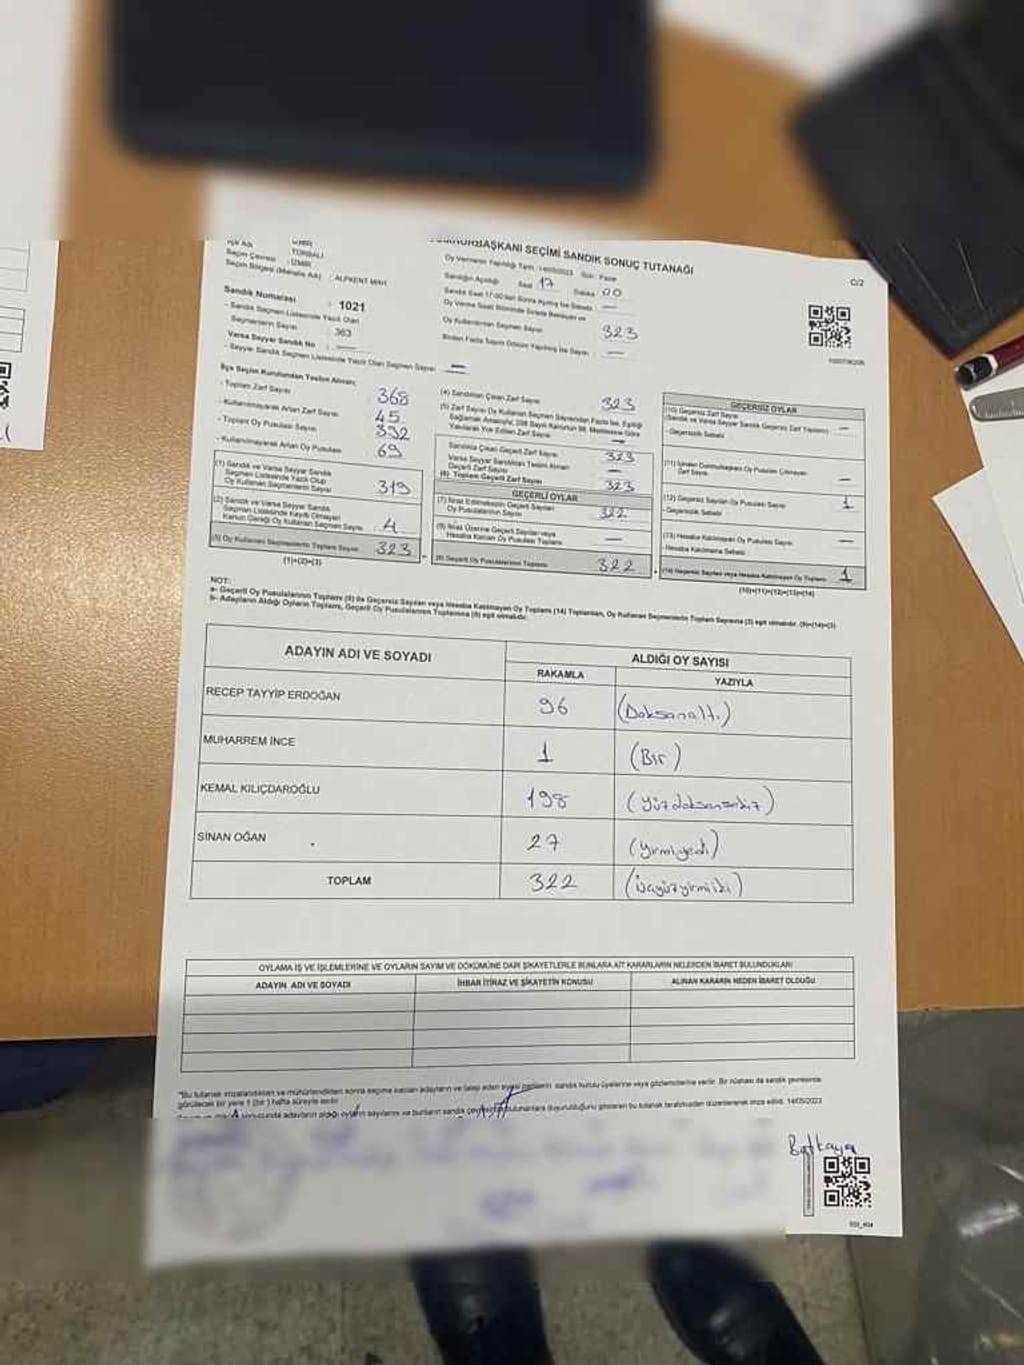 CUMHURBAŞKANI SEÇİMİ SANDIK SONUÇ TUTANAĞI
C/2
İlçe Adı : TORBALI
Seçim Çevresi : İZMİR
Seçim Bölgesi (Mahalle Adı) : ALPKENT MAH
Sandık Numarası : 1021
- Sandık Seçmen Listesinde Yazılı Olan
Seçmenlerin Sayısı : 363
Varsa Seyyar Sandık No : —
- Seyyar Sandık Seçmen Listesinde Yazılı Olan Seçmen Sayısı : —
Oy Vermenin Yapıldığı Tarih : 14/05/2023 Gün : Pazar
Sandığın Açıldığı Saat 17 Dakika 00
Oy Kullanılan Seçmen Sayısı 323
Birden Fazla Sayım Döküm Yapılmış İse Sayısı : —
İlçe Seçim Kurulundan Teslim Alınan;
- Toplam Zarf Sayısı 368
- Kullanılmayarak Artan Zarf Sayısı 45
- Toplam Oy Pusulası Sayısı
- Kullanılmayarak Artan Oy Pusulası 69
(1) Sandık ve Varsa Seyyar Sandık
Seçmen Listesinde Yazılı Olup
Oy Kullanan Seçmenlerin Sayısı 319
(2) Sandık ve Varsa Seyyar Sandık
Seçmen Listesinde Kayıtlı Olmayan
Kanun Gereği Oy Kullanan Seçmen Sayısı 4
(3) Oy Kullanan Seçmenlerin Toplam Sayısı 323
(1)+(2)=(3)
(4) Sandıktan Çıkan Zarf Sayısı 323
(5) Zarf Sayısı Oy Kullanan Seçmen Sayısından Fazla İse, Eşitliği
Sağlamak Amacıyla, 298 Sayılı Kanunun 98. Maddesine Göre
Yakılarak Yok Edilen Zarf Sayısı —
Sandıkta Çıkan Geçerli Zarf Sayısı 323
Varsa Seyyar Sandıktan Teslim Alınan
Geçerli Zarf Sayısı —
(6) Toplam Geçerli Zarf Sayısı 323
GEÇERLİ OYLAR
(7) İtiraz Edilmeksizin Geçerli Sayılan
Oy Pusulalarının Sayısı 322
(8) İtiraz Üzerine Geçerli Sayılan veya
Hesaba Katılan Oy Pusulası Toplamı —
(9) Geçerli Oy Pusulalarının Toplamı 322
GEÇERSİZ OYLAR
(10) Geçersiz Zarf Sayısı
(Sandık ve Varsa Seyyar Sandık Geçersiz Zarf Toplamı) —
- Geçersizlik Sebebi
(11) İçinden Cumhurbaşkanı Oy Pusulası Çıkmayan
Zarf Sayısı —
(12) Geçersiz Sayılan Oy Pusulası Sayısı 1
- Geçersizlik Sebebi
(13) Hesaba Katılmayan Oy Pusulası Sayısı —
- Hesaba Katılmama Sebebi
(14) Geçersiz Sayılan veya Hesaba Katılmayan Oy Toplamı 1
(10)+(11)+(12)+(13)=(14)
NOT:
a- Geçerli Oy Pusulalarının Toplamı (9) ile Geçersiz Sayılan veya Hesaba Katılmayan Oy Toplamı (14) Toplamları, Oy Kullanan Seçmenlerin Toplam Sayısına (3) eşit olmalıdır. (9)+(14)=(3)
b- Adayların Aldığı Oyların Toplamı, Geçerli Oy Pusulalarının Toplamına (9) eşit olmalıdır.
ADAYIN ADI VE SOYADI
ALDIĞI OY SAYISI
RAKAMLA YAZIYLA
RECEP TAYYİP ERDOĞAN 96 (Doksanaltı)
MUHARREM İNCE 1 (Bir)
KEMAL KILIÇDAROĞLU 198 (Yüzdoksansekiz)
SİNAN OĞAN 27 (Yirmiyedi)
TOPLAM 322 (üçyüzyirmiiki)
OYLAMA İŞ VE İŞLEMLERİNE VE OYLARIN SAYIM VE DÖKÜMÜNE DAİR ŞİKAYETLERLE BUNLARA AİT KARARLARIN NELERDEN İBARET BULUNDUKLARI
ADAYIN ADI VE SOYADI İHBAR İTİRAZ VE ŞİKAYETİN KONUSU ALINAN KARARIN NEDEN İBARET OLDUĞU
*Bu tutanak imzalandıktan ve mühürlendikten sonra seçime katılan adayların ve talep eden siyasi partilerin sandık kurulu üyelerine veya gözlemcilerine verilir. Bir nüshası da sandık çevresinde
görülecek bir yere 1 (bir) hafta süreyle asılır.
sonucunda adayların aldığı oyların sayılarını ve bunların sandık çevresinde bulunanlara duyurulduğunu gösteren bu tutanak tarafımızdan düzenlenerek imza edildi. 14/05/2023